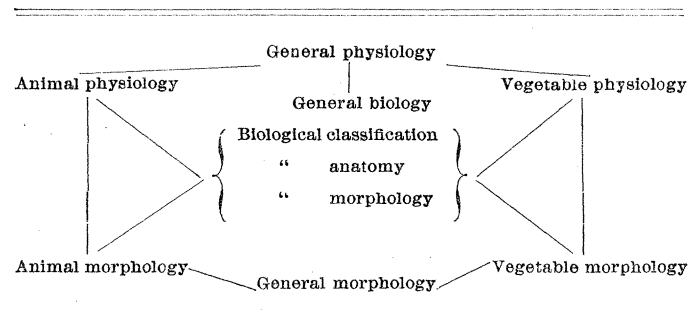 General physiology
Animal physiology Vegetable physiology
General biology
Biological classification
“ anatomy
“ morphology
Animal morphology Vegetable morphology
General morphology